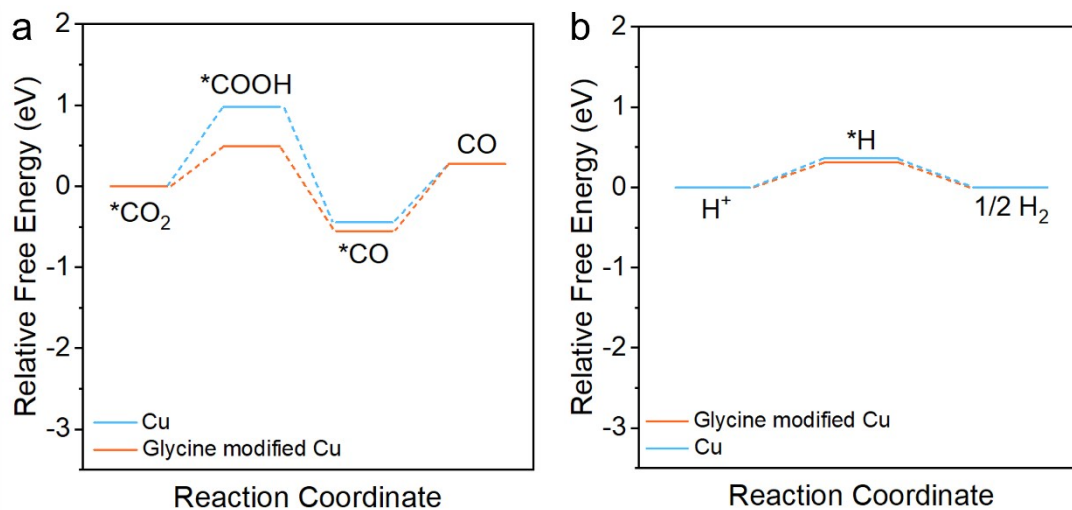 a
Relative Free Energy (eV)
2
1
0
-1
-2
-3
*COOH
CO
*CO₂
*CO
Cu
Glycine modified Cu
Reaction Coordinate
b
Relative Free Energy (eV)
2
1
0
-1
-2
-3
*H
H⁺
1/2 H₂
Glycine modified Cu
Cu
Reaction Coordinate